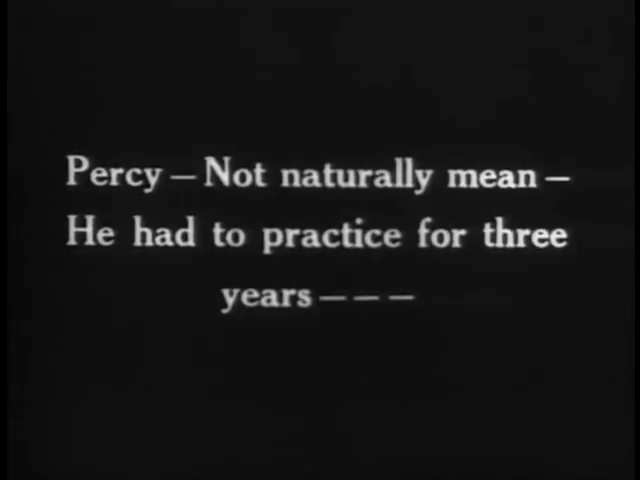 Percy — Not naturally mean —
He had to practice for three
years — — —